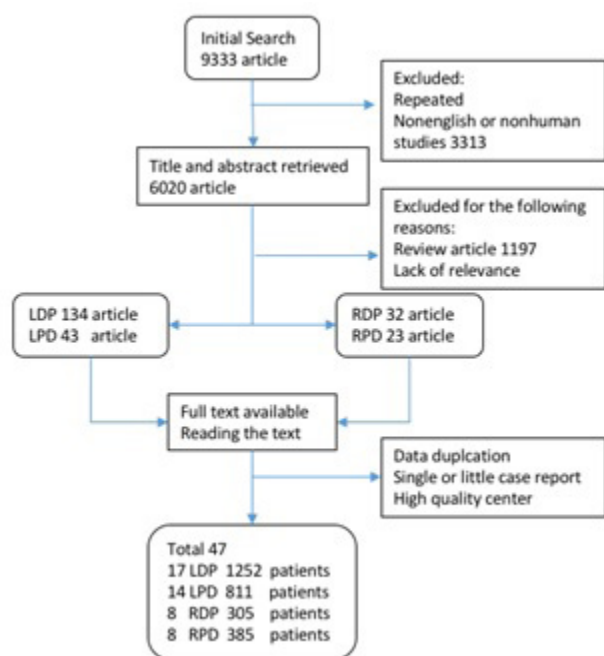 Initial Search
9333 article
Excluded:
Repeated
Nonenglish or nonhuman
studies 3313
Title and abstract retrieved
6020 article
Excluded for the following
reasons:
Review article 1197
Lack of relevance
LDP 134 article
LPD 43 article
RDP 32 article
RPD 23 article
Full text available
Reading the text
Data duplcation
Single or little case report
High quality center
Total 47
17 LDP 1252 patients
14 LPD 811 patients
8 RDP 305 patients
8 RPD 385 patients